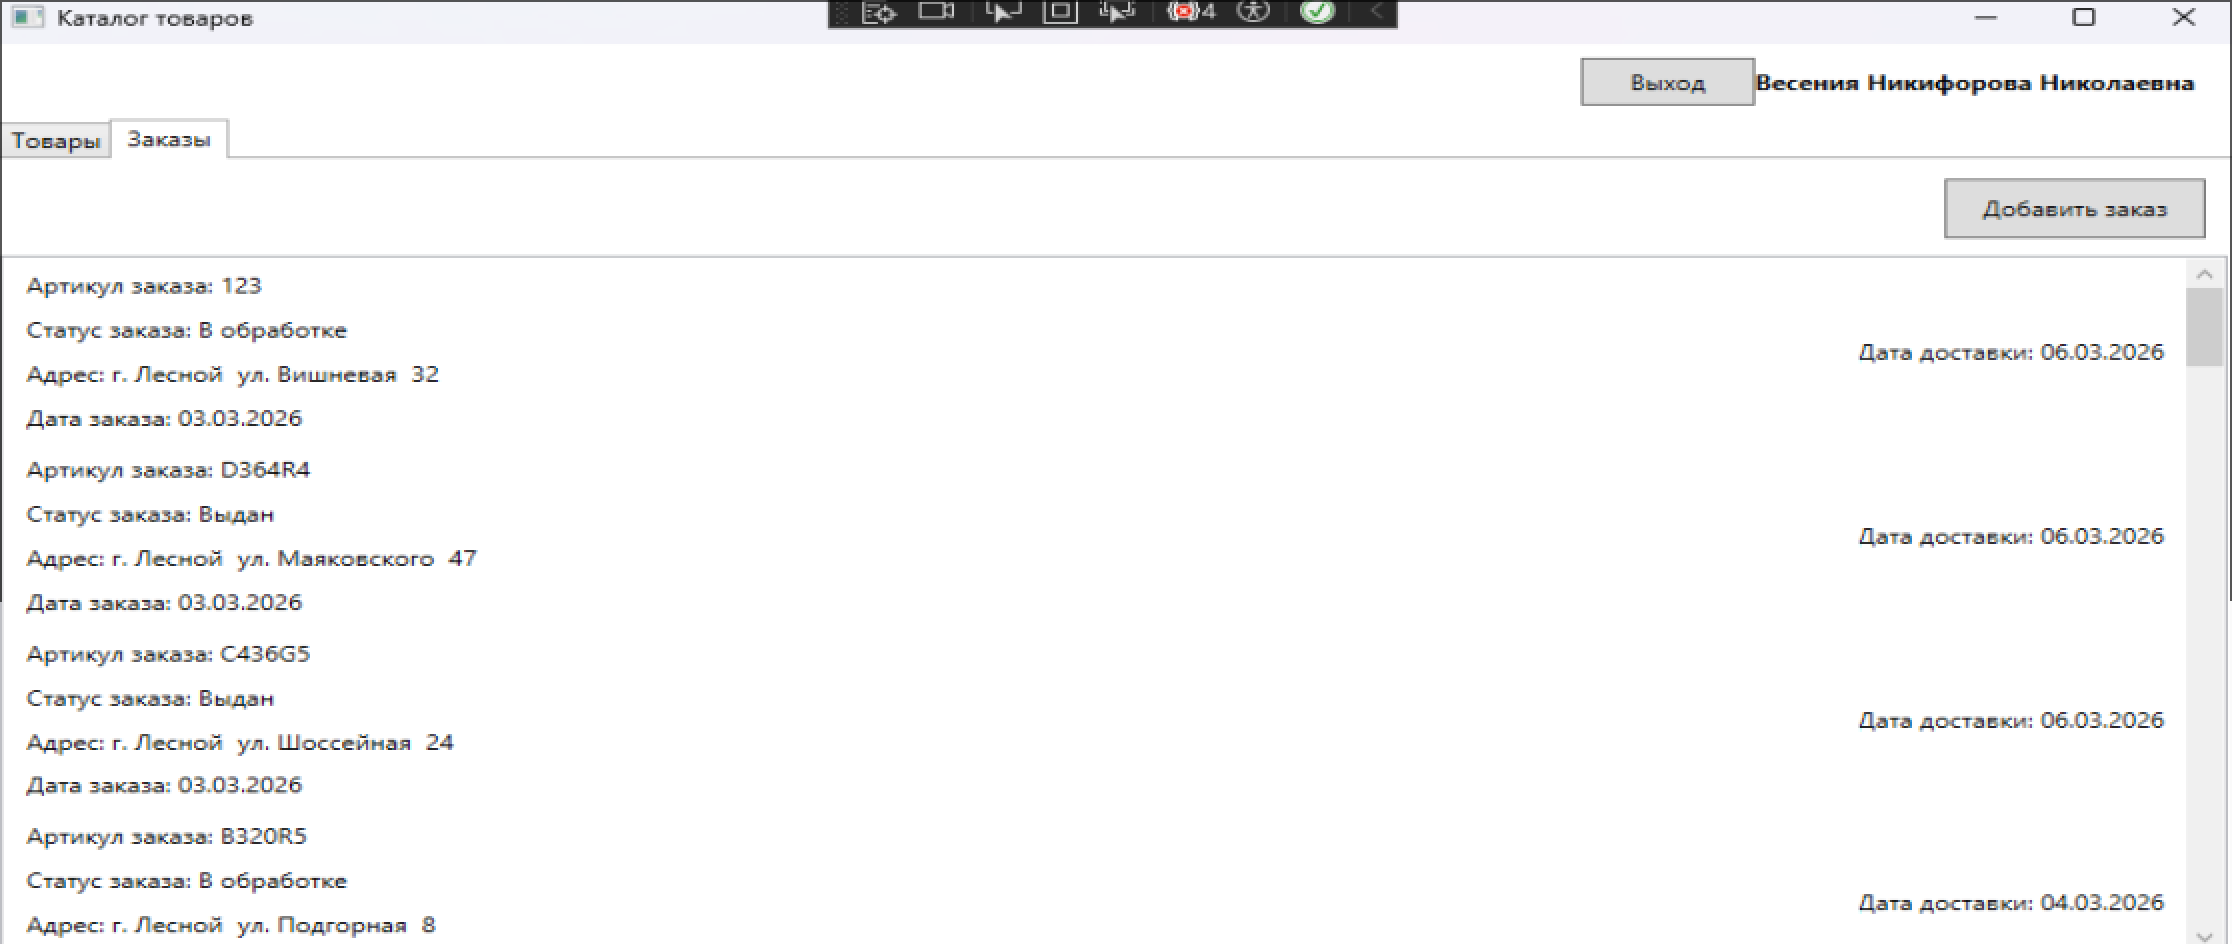 Каталог товаров
4
Выход Весения Никифорова Николаевна
Товары Заказы
Добавить заказ
Артикул заказа: 123
Статус заказа: В обработке
Адрес: г. Лесной ул. Вишневая 32
Дата заказа: 03.03.2026
Дата доставки: 06.03.2026
Артикул заказа: D364R4
Статус заказа: Выдан
Адрес: г. Лесной ул. Маяковского 47
Дата заказа: 03.03.2026
Дата доставки: 06.03.2026
Артикул заказа: C436G5
Статус заказа: Выдан
Адрес: г. Лесной ул. Шоссейная 24
Дата заказа: 03.03.2026
Дата доставки: 06.03.2026
Артикул заказа: B320R5
Статус заказа: В обработке
Адрес: г. Лесной ул. Подгорная 8
Дата доставки: 04.03.2026